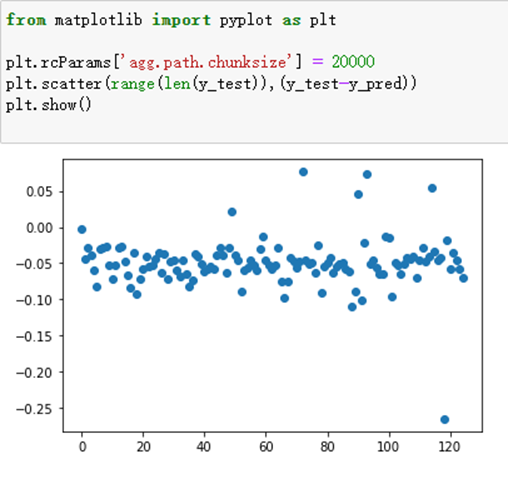 from matplotlib import pyplot as plt
plt.rcParams['agg.path.chunksize'] = 20000
plt.scatter(range(len(y_test)),(y_test-y_pred))
plt.show()
0.05
0.00
−0.05
−0.10
−0.15
−0.20
−0.25
0 20 40 60 80 100 120